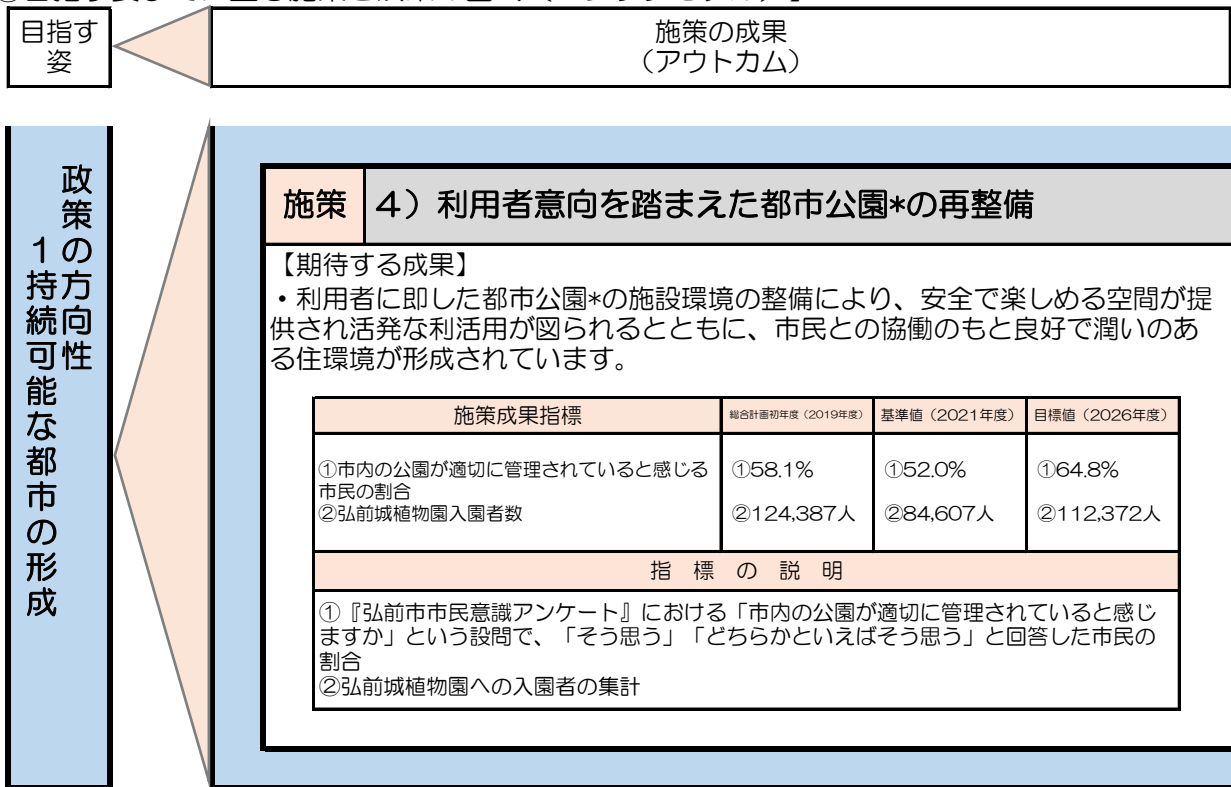 目指す
姿
施策の成果
（アウトカム）
政策の方向性
１持続可能な都市の形成
施策 ４）利用者意向を踏まえた都市公園*の再整備
【期待する成果】
・利用者に即した都市公園*の施設環境の整備により、安全で楽しめる空間が提
供され活発な利活用が図られるとともに、市民との協働のもと良好で潤いのあ
る住環境が形成されています。
施策成果指標 総合計画初年度（2019年度） 基準値（2021年度） 目標値（2026年度）
①市内の公園が適切に管理されていると感じる
市民の割合
②弘前城植物園入園者数
①58.1% ①52.0% ①64.8%
②124,387人 ②84,607人 ②112,372人
指 標 の 説 明
①『弘前市市民意識アンケート』における「市内の公園が適切に管理されていると感じ
ますか」という設問で、「そう思う」「どちらかといえばそう思う」と回答した市民の
割合
②弘前城植物園への入園者の集計